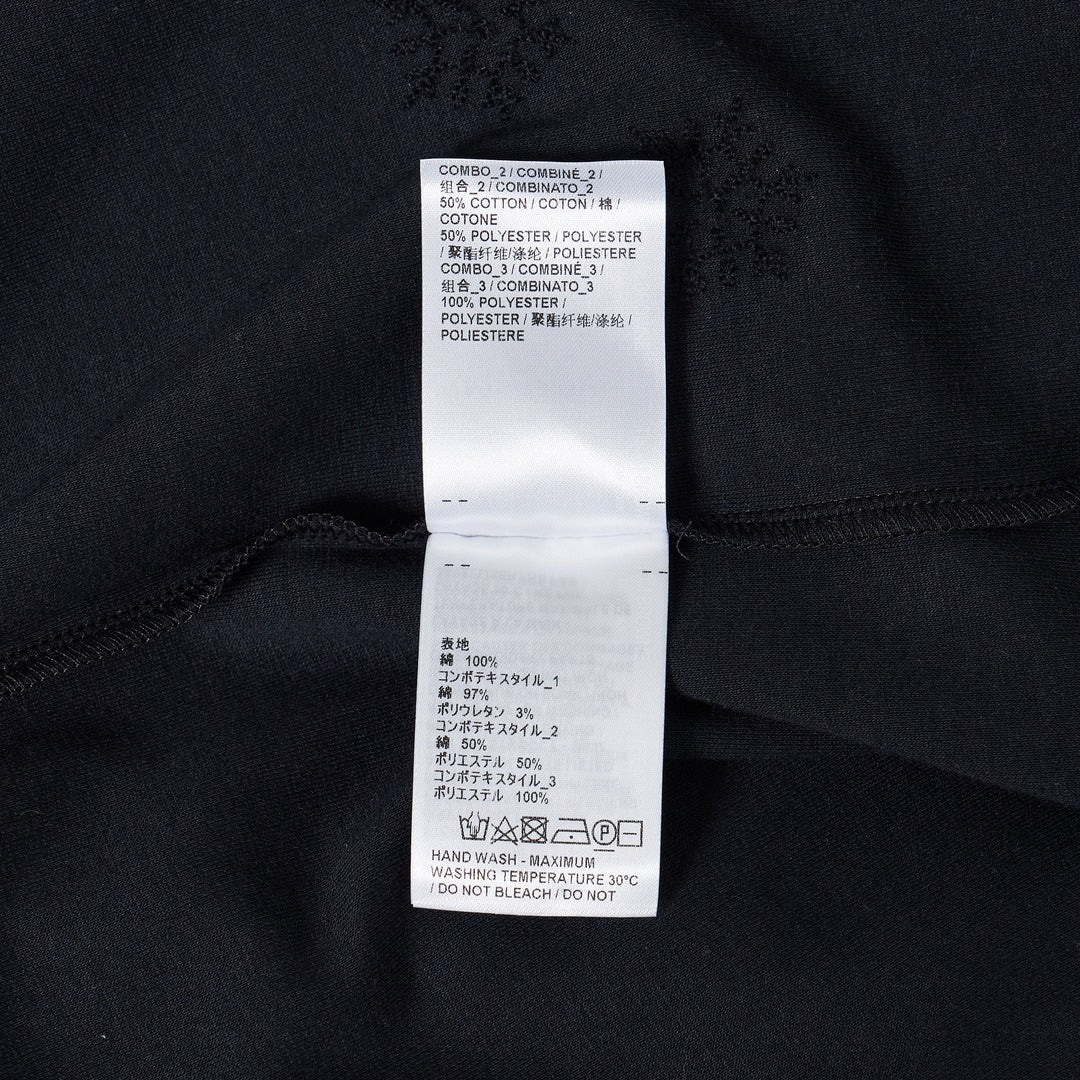 COMBO_2 / COMBINÉ_2 /
组合_2 / COMBINATO_2
50% COTTON / COTON / 棉 /
COTONE
50% POLYESTER / POLYESTER
/ 聚酯纤维/涤纶 / POLIESTERE
COMBO_3 / COMBINÉ_3 /
组合_3 / COMBINATO_3
100% POLYESTER /
POLYESTER / 聚酯纤维/涤纶 /
POLIESTERE
表地
綿 100%
コンボテキスタイル_1
綿 97%
ポリウレタン 3%
コンボテキスタイル_2
綿 50%
ポリエステル 50%
コンボテキスタイル_3
ポリエステル 100%
P
HAND WASH - MAXIMUM
WASHING TEMPERATURE 30°C
/ DO NOT BLEACH / DO NOT